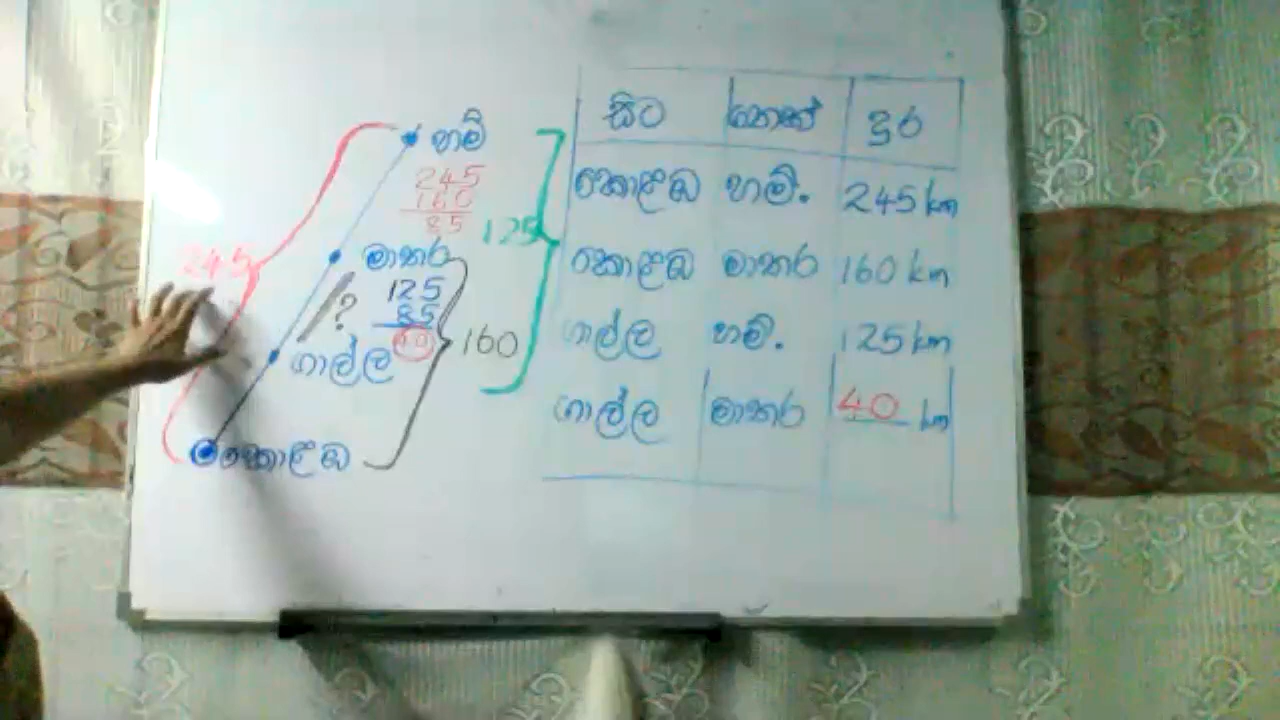 හම්
245
160
85
125
245
මාතර
125
85
40
?
160
ගාල්ල
කොළඹ
සිට තෙක් දුර
කොළඹ හම්. 245 km
කොළඹ මාතර 160 km
ගාල්ල හම්. 125 km
ගාල්ල මාතර 40 km